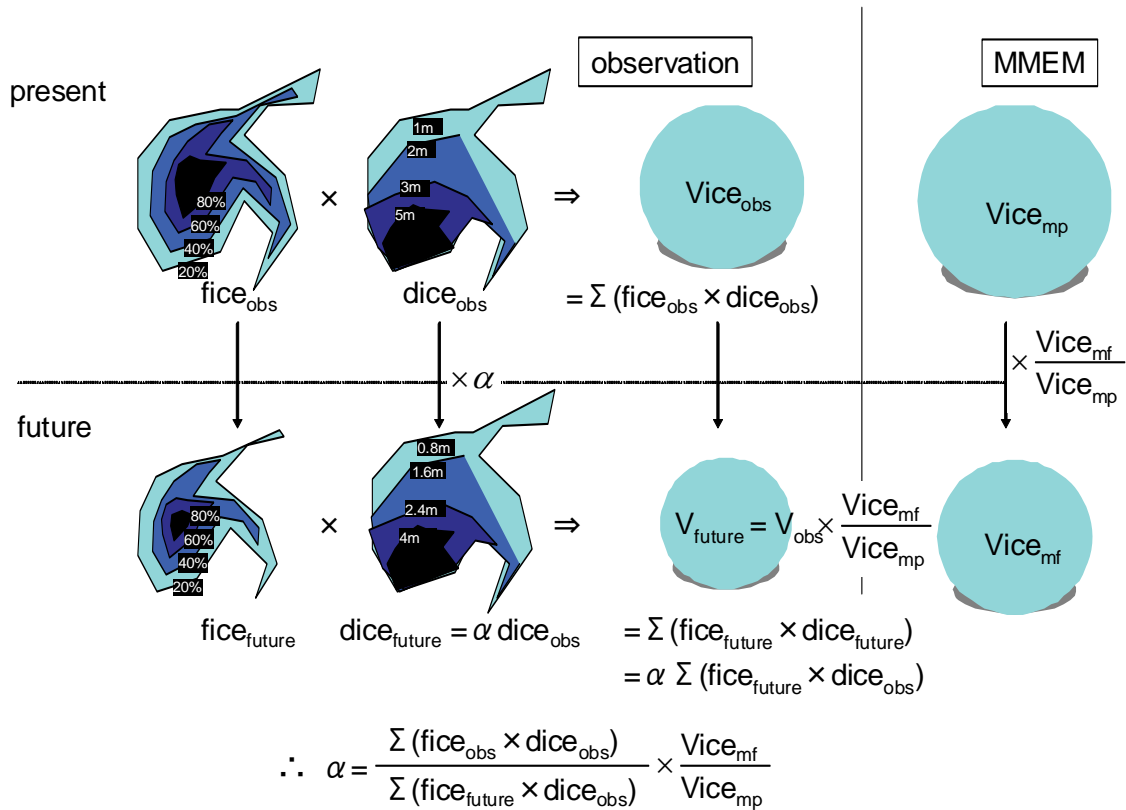 observation
MMEM
present
1m
2m
3m
5m
80%
60%
40%
20%
×
⇒
Vice_obs
Vice_mp
fice_obs
dice_obs
= Σ (fice_obs × dice_obs)
× α
× Vice_mf / Vice_mp
future
0.8m
1.6m
2.4m
4m
80%
60%
40%
20%
×
⇒
V_future = V_obs × Vice_mf / Vice_mp
Vice_mf
fice_future
dice_future = α dice_obs
= Σ (fice_future × dice_future)
= α Σ (fice_future × dice_obs)
∴ α = Σ (fice_obs × dice_obs) / Σ (fice_future × dice_obs) × Vice_mf / Vice_mp